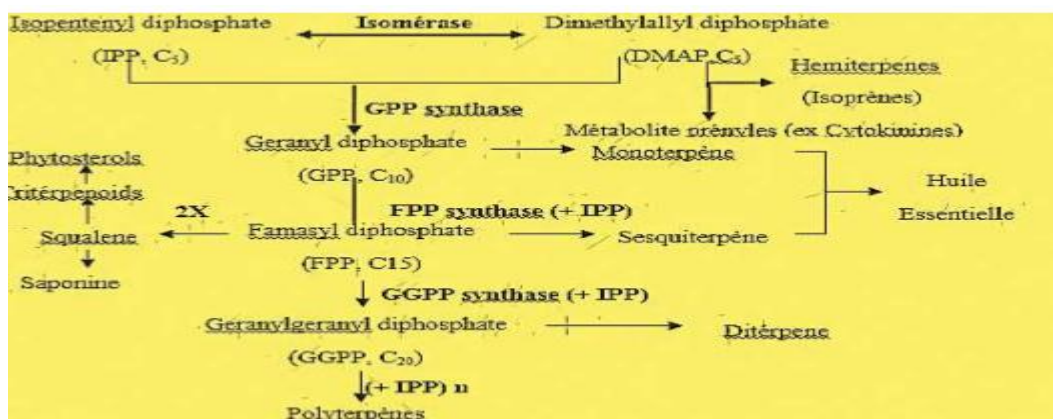 Isopentenyl diphosphate Isomérase Dimethylallyl diphosphate
(IPP, C5) (DMAP,C5) Hemiterpenes
(Isoprènes)
GPP synthase
Métabolite prényles (ex Cytokinines)
Geranyl diphosphate Monoterpène
Phytosterols
(GPP, C10) Huile
Critérpenoids
2X FPP synthase (+ IPP) Essentielle
Squalene Famasyl diphosphate Sesquiterpène
(FPP, C15)
Saponine
GGPP synthase (+ IPP)
Geranylgeranyl diphosphate Ditérpene
(GGPP, C20)
(+ IPP) n
Polyterpènes